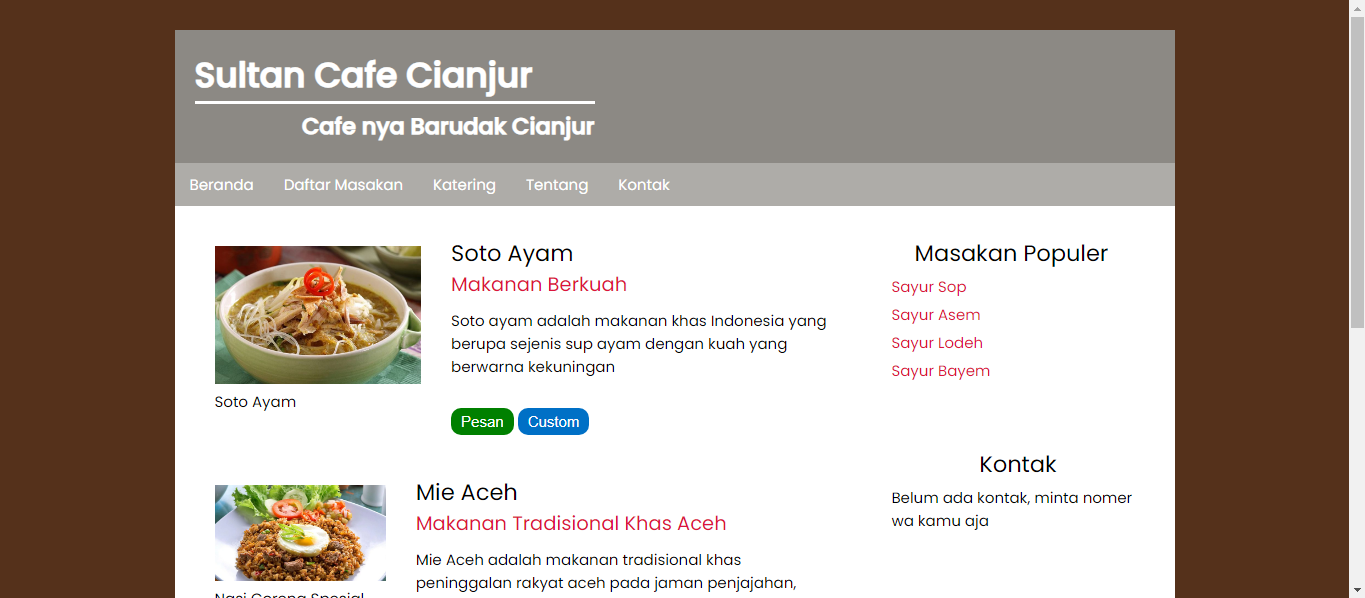 Sultan Cafe Cianjur
Cafe nya Barudak Cianjur
Beranda Daftar Masakan Katering Tentang Kontak
Soto Ayam
Soto Ayam
Makanan Berkuah
Soto ayam adalah makanan khas Indonesia yang
berupa sejenis sup ayam dengan kuah yang
berwarna kekuningan
Pesan Custom
Nasi Goreng Spesial
Mie Aceh
Makanan Tradisional Khas Aceh
Mie Aceh adalah makanan tradisional khas
peninggalan rakyat aceh pada jaman penjajahan,
Masakan Populer
Sayur Sop
Sayur Asem
Sayur Lodeh
Sayur Bayem
Kontak
Belum ada kontak, minta nomer
wa kamu aja